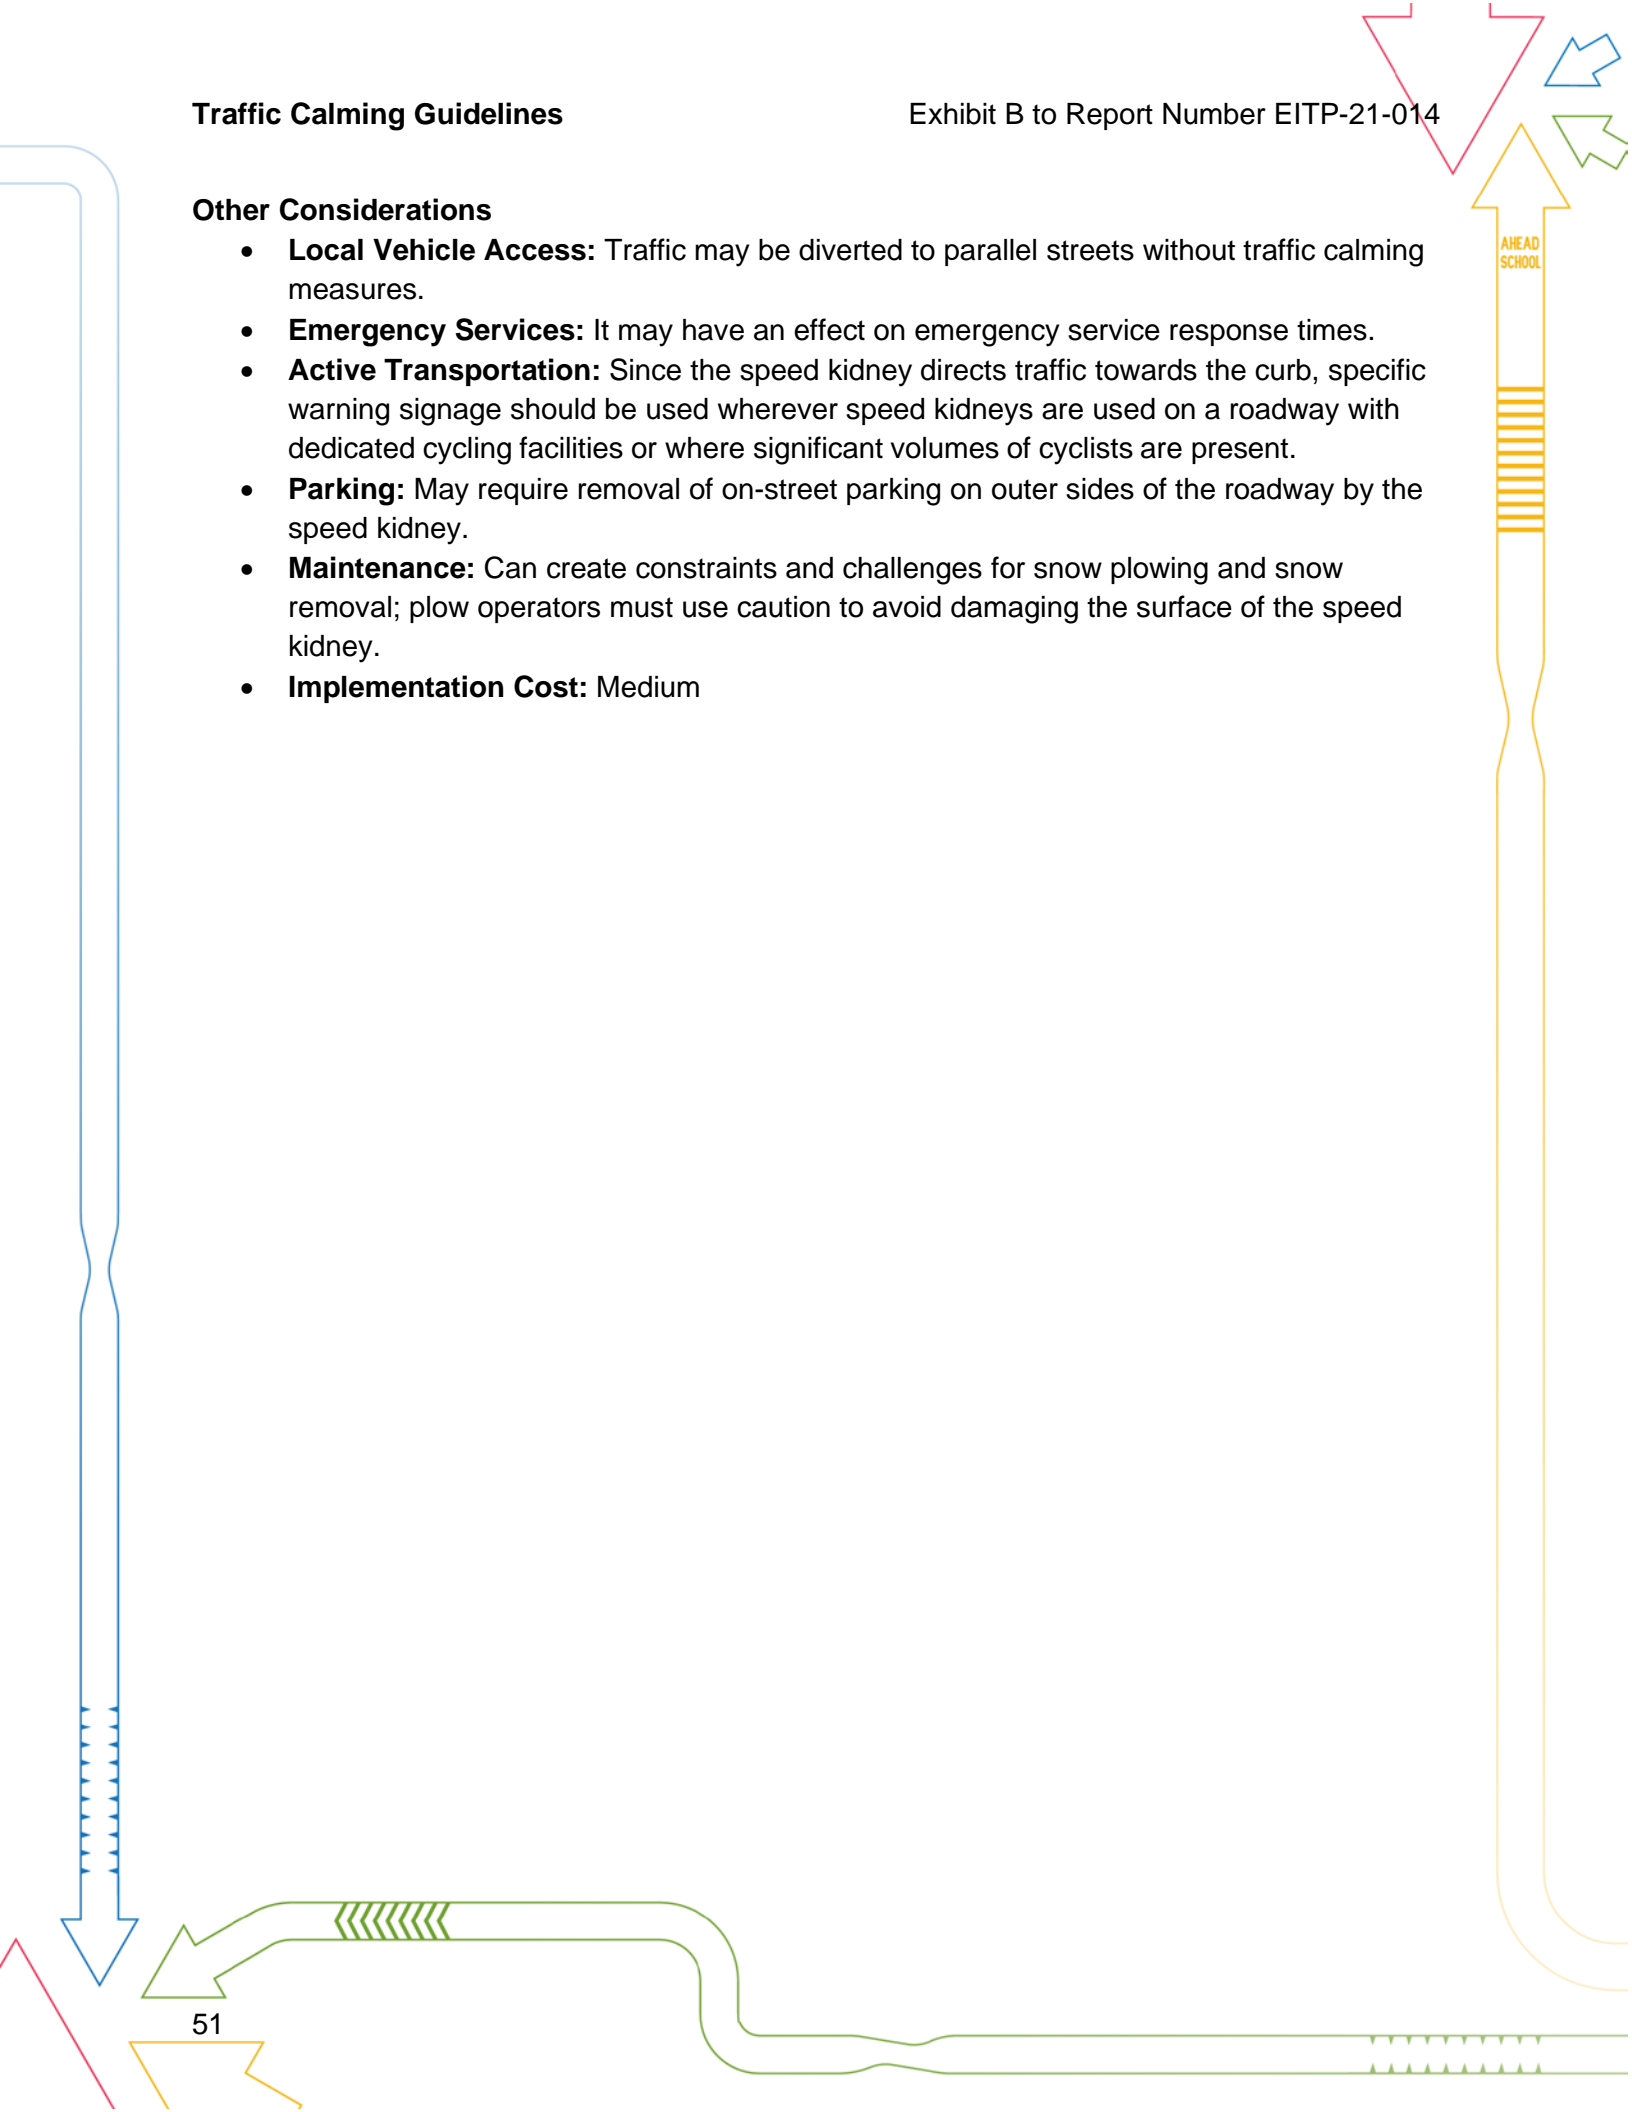 Traffic Calming Guidelines Exhibit B to Report Number EITP-21-014
AHEAD
SCHOOL
Other Considerations
• Local Vehicle Access: Traffic may be diverted to parallel streets without traffic calming
measures.
• Emergency Services: It may have an effect on emergency service response times.
• Active Transportation: Since the speed kidney directs traffic towards the curb, specific
warning signage should be used wherever speed kidneys are used on a roadway with
dedicated cycling facilities or where significant volumes of cyclists are present.
• Parking: May require removal of on-street parking on outer sides of the roadway by the
speed kidney.
• Maintenance: Can create constraints and challenges for snow plowing and snow
removal; plow operators must use caution to avoid damaging the surface of the speed
kidney.
• Implementation Cost: Medium
51